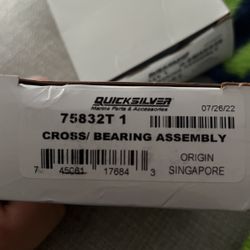 QUICKSILVER
Marine Parts & Accessories
07/26/22
75832T 1
CROSS/ BEARING ASSEMBLY
7 45061 17684 3
ORIGIN
SINGAPORE